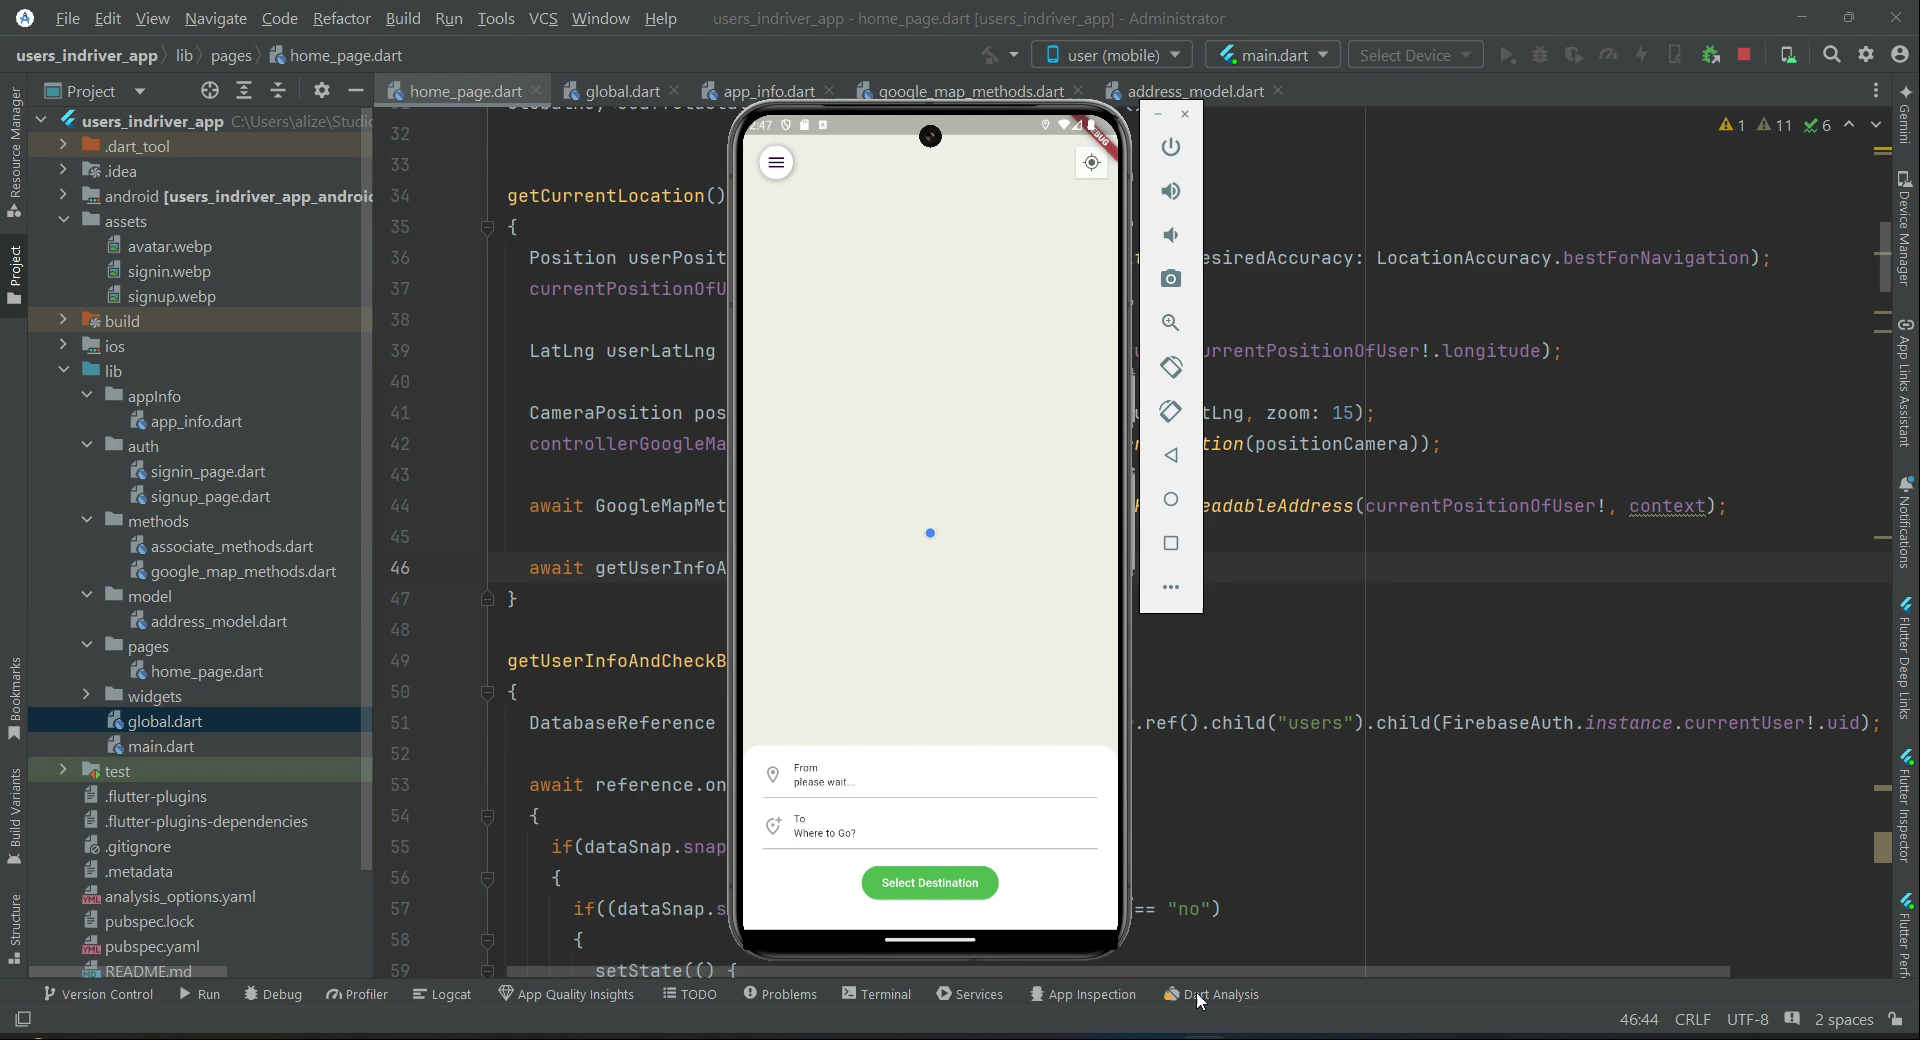 File Edit View Navigate Code Refactor Build Run Tools VCS Window Help users_indriver_app - home_page.dart [users_indriver_app] - Administrator
users_indriver_app lib pages home_page.dart user (mobile) main.dart Select Device
Project home_page.dart global.dart app_info.dart google_map_methods.dart address_model.dart
Resource Manager
Project
Bookmarks
Build Variants
Structure
users_indriver_app C:\Users\alize\Studio
.dart_tool
.idea
android [users_indriver_app_android
assets
avatar.webp
signin.webp
signup.webp
build
ios
lib
appInfo
app_info.dart
auth
signin_page.dart
signup_page.dart
methods
associate_methods.dart
google_map_methods.dart
model
address_model.dart
pages
home_page.dart
widgets
global.dart
main.dart
test
.flutter-plugins
.flutter-plugins-dependencies
.gitignore
.metadata
analysis_options.yaml
pubspec.lock
pubspec.yaml
README.md
1 11 6
32
33
34 getCurrentLocation()
35 {
36 Position userPosit esiredAccuracy: LocationAccuracy.bestForNavigation);
37 currentPositionOfU
38
39 LatLng userLatLng urrentPositionOfUser!.longitude);
40
41 CameraPosition pos tLng, zoom: 15);
42 controllerGoogleMa tion(positionCamera));
43
44 await GoogleMapMet eadableAddress(currentPositionOfUser!, context);
45
46 await getUserInfoA
47 }
48
49 getUserInfoAndCheckB
50 {
51 DatabaseReference .ref().child("users").child(FirebaseAuth.instance.currentUser!.uid);
52
53 await reference.on
54 {
55 if(dataSnap.snap
56 {
57 if((dataSnap.s == "no")
58 {
59 setState(() {
:47
From
please wait...
To
Where to Go?
Select Destination
Gemini
Device Manager
App Links Assistant
Notifications
Flutter Deep Links
Flutter Inspector
Flutter Perf
Version Control Run Debug Profiler Logcat App Quality Insights TODO Problems Terminal Services App Inspection Dart Analysis
46:44 CRLF UTF-8 2 spaces